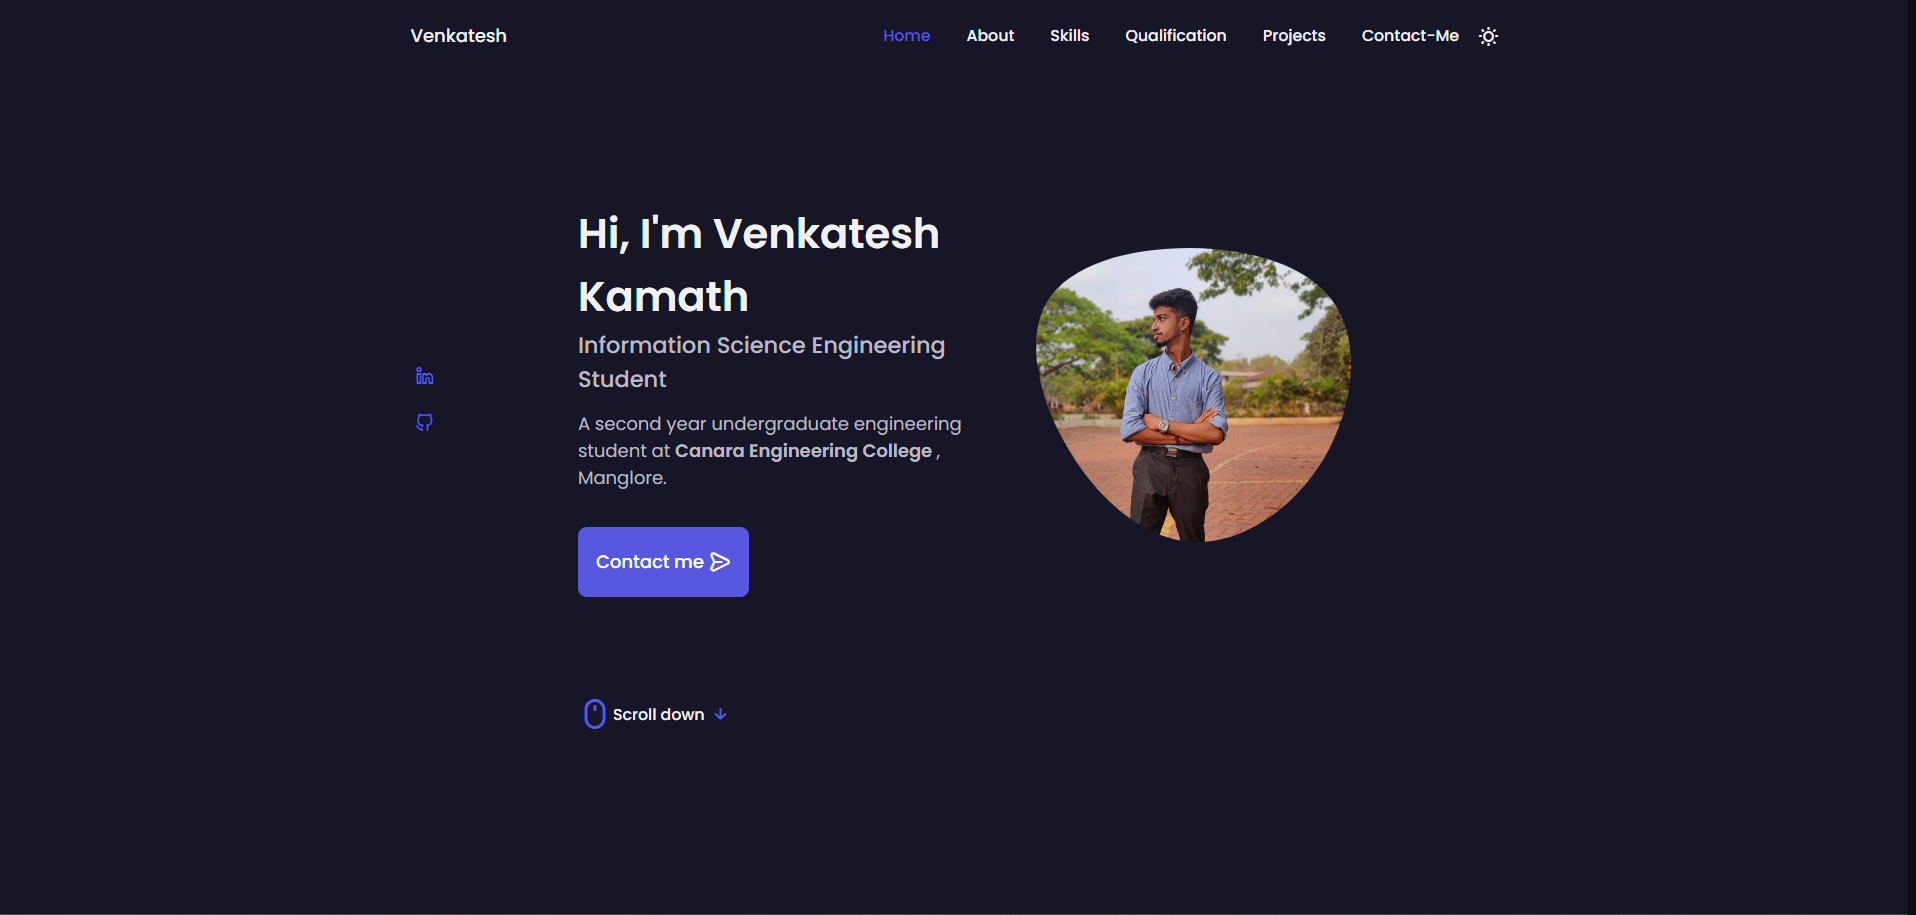 Venkatesh
Home About Skills Qualification Projects Contact-Me
Hi, I'm Venkatesh
Kamath
Information Science Engineering
Student
A second year undergraduate engineering
student at Canara Engineering College ,
Manglore.
Contact me
Scroll down